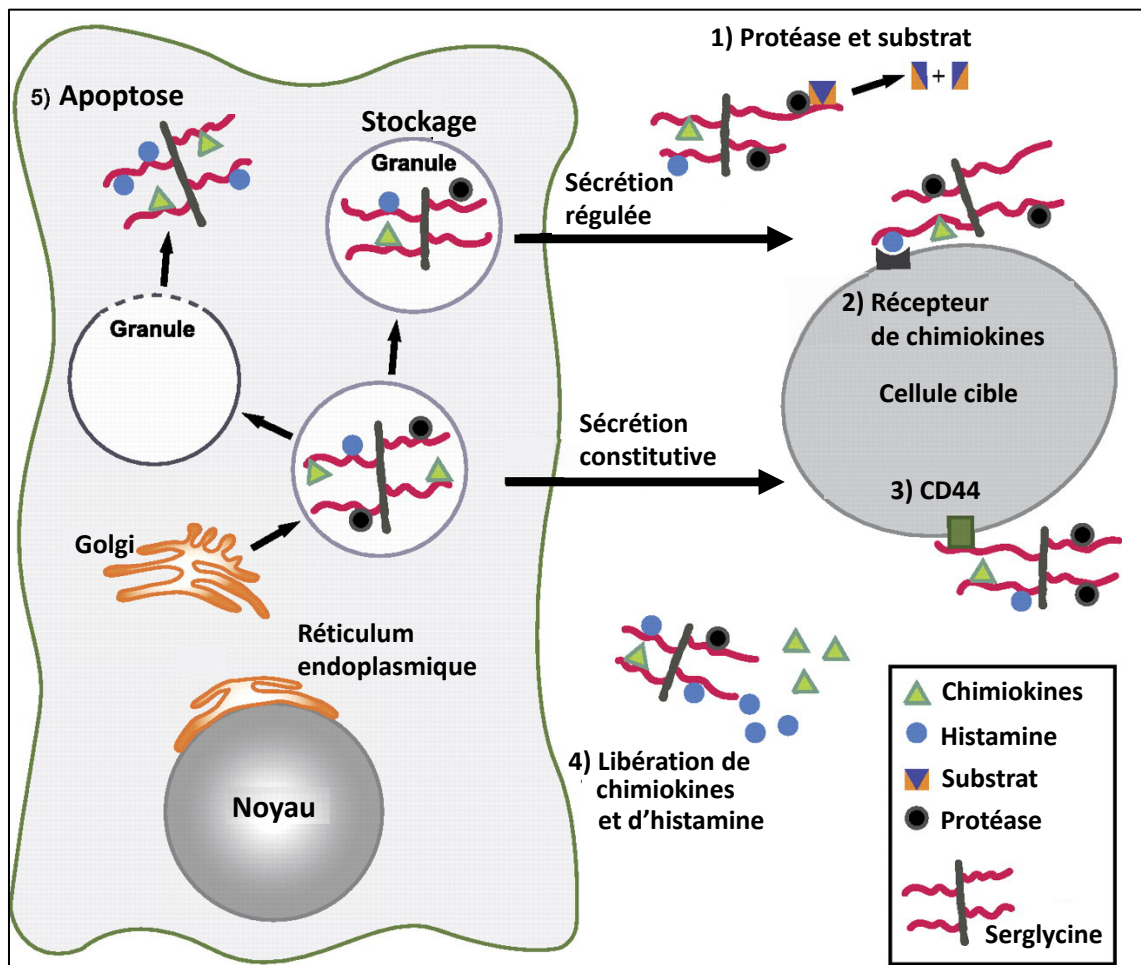 1) Protéase et substrat
+
5) Apoptose
Stockage
Granule
Sécrétion
régulée
Granule
2) Récepteur
de chimiokines
Cellule cible
Sécrétion
constitutive
3) CD44
Golgi
Réticulum
endoplasmique
4) Libération de
chimiokines
et d'histamine
Noyau
Chimiokines
Histamine
Substrat
Protéase
Serglycine